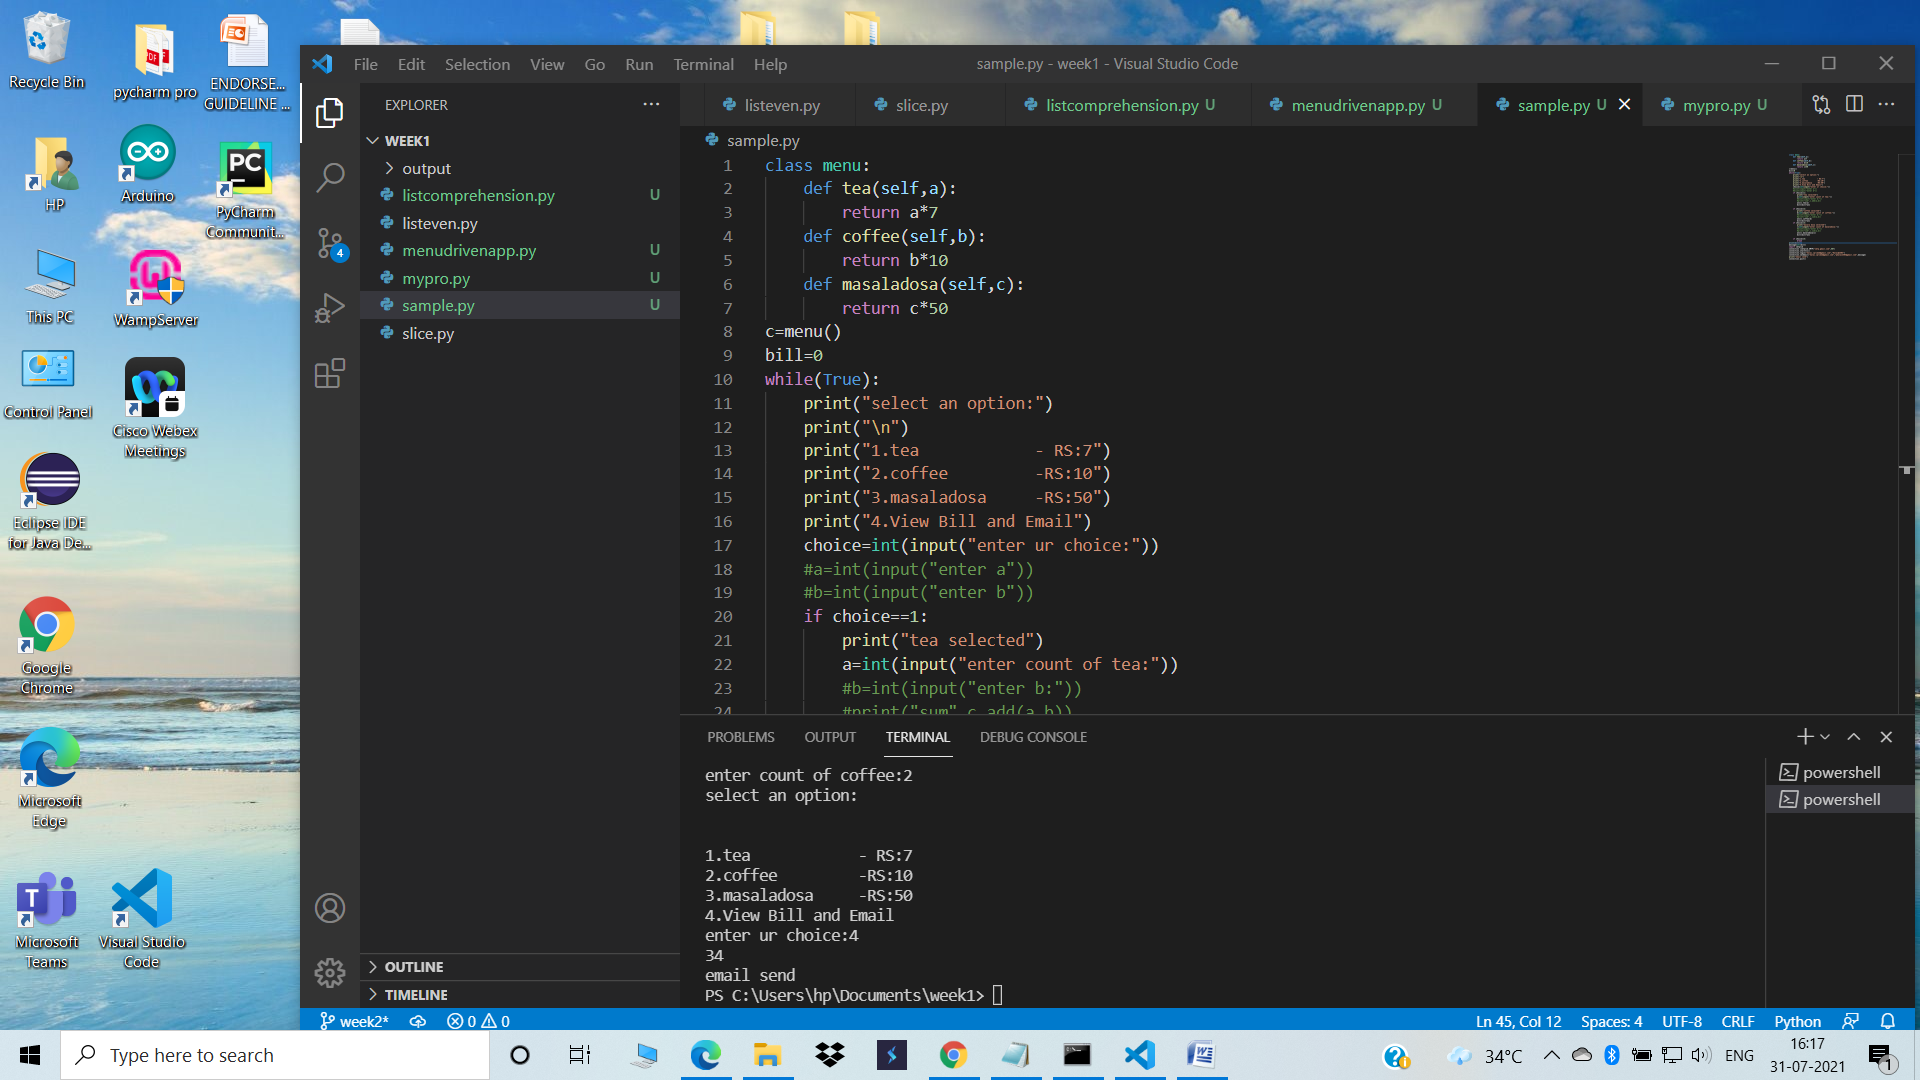 Recycle Bin
pycharm pro
ENDORSE...
GUIDELINE ...
HP
Arduino
PyCharm
Communit...
This PC
WampServer
Control Panel
Cisco Webex
Meetings
Eclipse IDE
for Java De...
Google
Chrome
Microsoft
Edge
Microsoft
Teams
Visual Studio
Code
File Edit Selection View Go Run Terminal Help
sample.py - week1 - Visual Studio Code
EXPLORER
WEEK1
output
listcomprehension.py U
listeven.py
menudrivenapp.py U
mypro.py U
sample.py U
slice.py
OUTLINE
TIMELINE
4
listeven.py slice.py listcomprehension.py U menudrivenapp.py U sample.py U mypro.py U
sample.py
1 class menu:
2 def tea(self,a):
3 return a*7
4 def coffee(self,b):
5 return b*10
6 def masaladosa(self,c):
7 return c*50
8 c=menu()
9 bill=0
10 while(True):
11 print("select an option:")
12 print("\n")
13 print("1.tea            - RS:7")
14 print("2.coffee         -RS:10")
15 print("3.masaladosa     -RS:50")
16 print("4.View Bill and Email")
17 choice=int(input("enter ur choice:"))
18 #a=int(input("enter a"))
19 #b=int(input("enter b"))
20 if choice==1:
21 print("tea selected")
22 a=int(input("enter count of tea:"))
23 #b=int(input("enter b:"))
24 #print("sum",c.add(a,b))
PROBLEMS OUTPUT TERMINAL DEBUG CONSOLE
enter count of coffee:2
select an option:
1.tea            - RS:7
2.coffee         -RS:10
3.masaladosa     -RS:50
4.View Bill and Email
enter ur choice:4
34
email send
PS C:\Users\hp\Documents\week1>
powershell
powershell
week2* 0 0 Ln 45, Col 12 Spaces: 4 UTF-8 CRLF Python
Type here to search
34°C ENG
16:17
31-07-2021
1